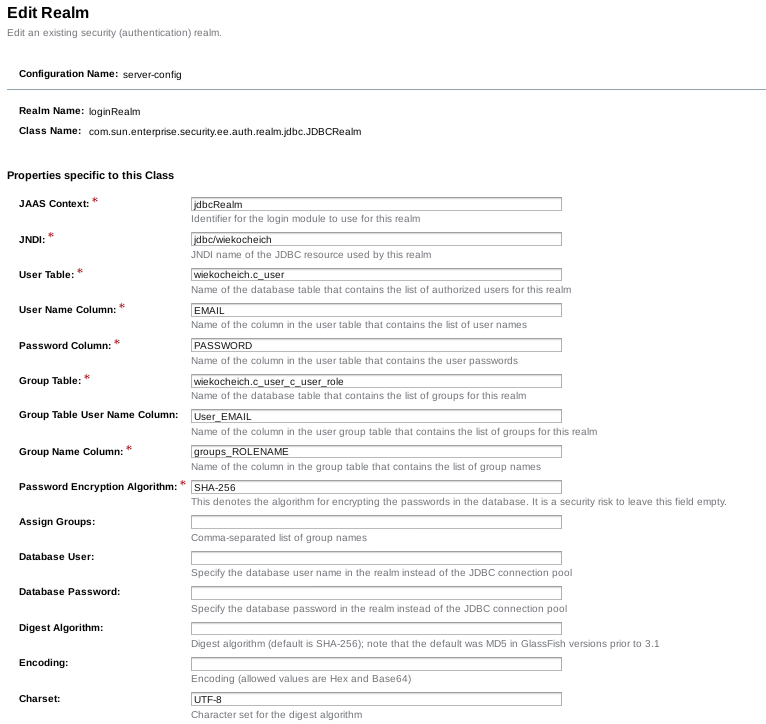 Edit Realm
Edit an existing security (authentication) realm.
Configuration Name: server-config
Realm Name: loginRealm
Class Name: com.sun.enterprise.security.ee.auth.realm.jdbc.JDBCRealm
Properties specific to this Class
JAAS Context: * jdbcRealm
Identifier for the login module to use for this realm
JNDI: * jdbc/wiekocheich
JNDI name of the JDBC resource used by this realm
User Table: * wiekocheich.c_user
Name of the database table that contains the list of authorized users for this realm
User Name Column: * EMAIL
Name of the column in the user table that contains the list of user names
Password Column: * PASSWORD
Name of the column in the user table that contains the user passwords
Group Table: * wiekocheich.c_user_c_user_role
Name of the database table that contains the list of groups for this realm
Group Table User Name Column: User_EMAIL
Name of the column in the user group table that contains the list of groups for this realm
Group Name Column: * groups_ROLENAME
Name of the column in the group table that contains the list of group names
Password Encryption Algorithm: * SHA-256
This denotes the algorithm for encrypting the passwords in the database. It is a security risk to leave this field empty.
Assign Groups:
Comma-separated list of group names
Database User:
Specify the database user name in the realm instead of the JDBC connection pool
Database Password:
Specify the database password in the realm instead of the JDBC connection pool
Digest Algorithm:
Digest algorithm (default is SHA-256); note that the default was MD5 in GlassFish versions prior to 3.1
Encoding:
Encoding (allowed values are Hex and Base64)
Charset: UTF-8
Character set for the digest algorithm